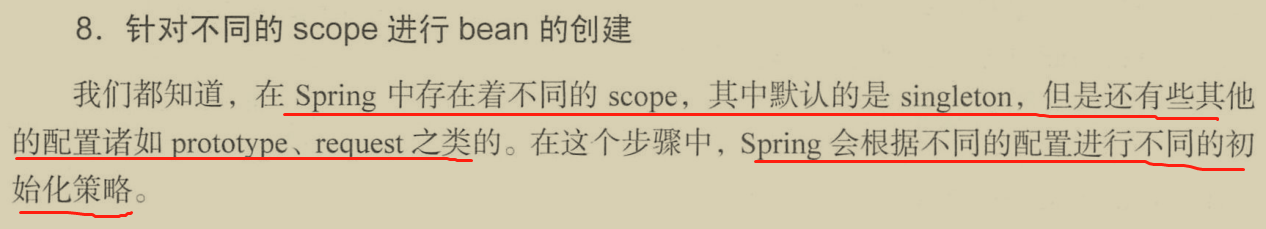 8. 针对不同的 scope 进行 bean 的创建
我们都知道，在 Spring 中存在着不同的 scope，其中默认的是 singleton，但是还有些其他
的配置诸如 prototype、request 之类的。在这个步骤中，Spring 会根据不同的配置进行不同的初
始化策略。